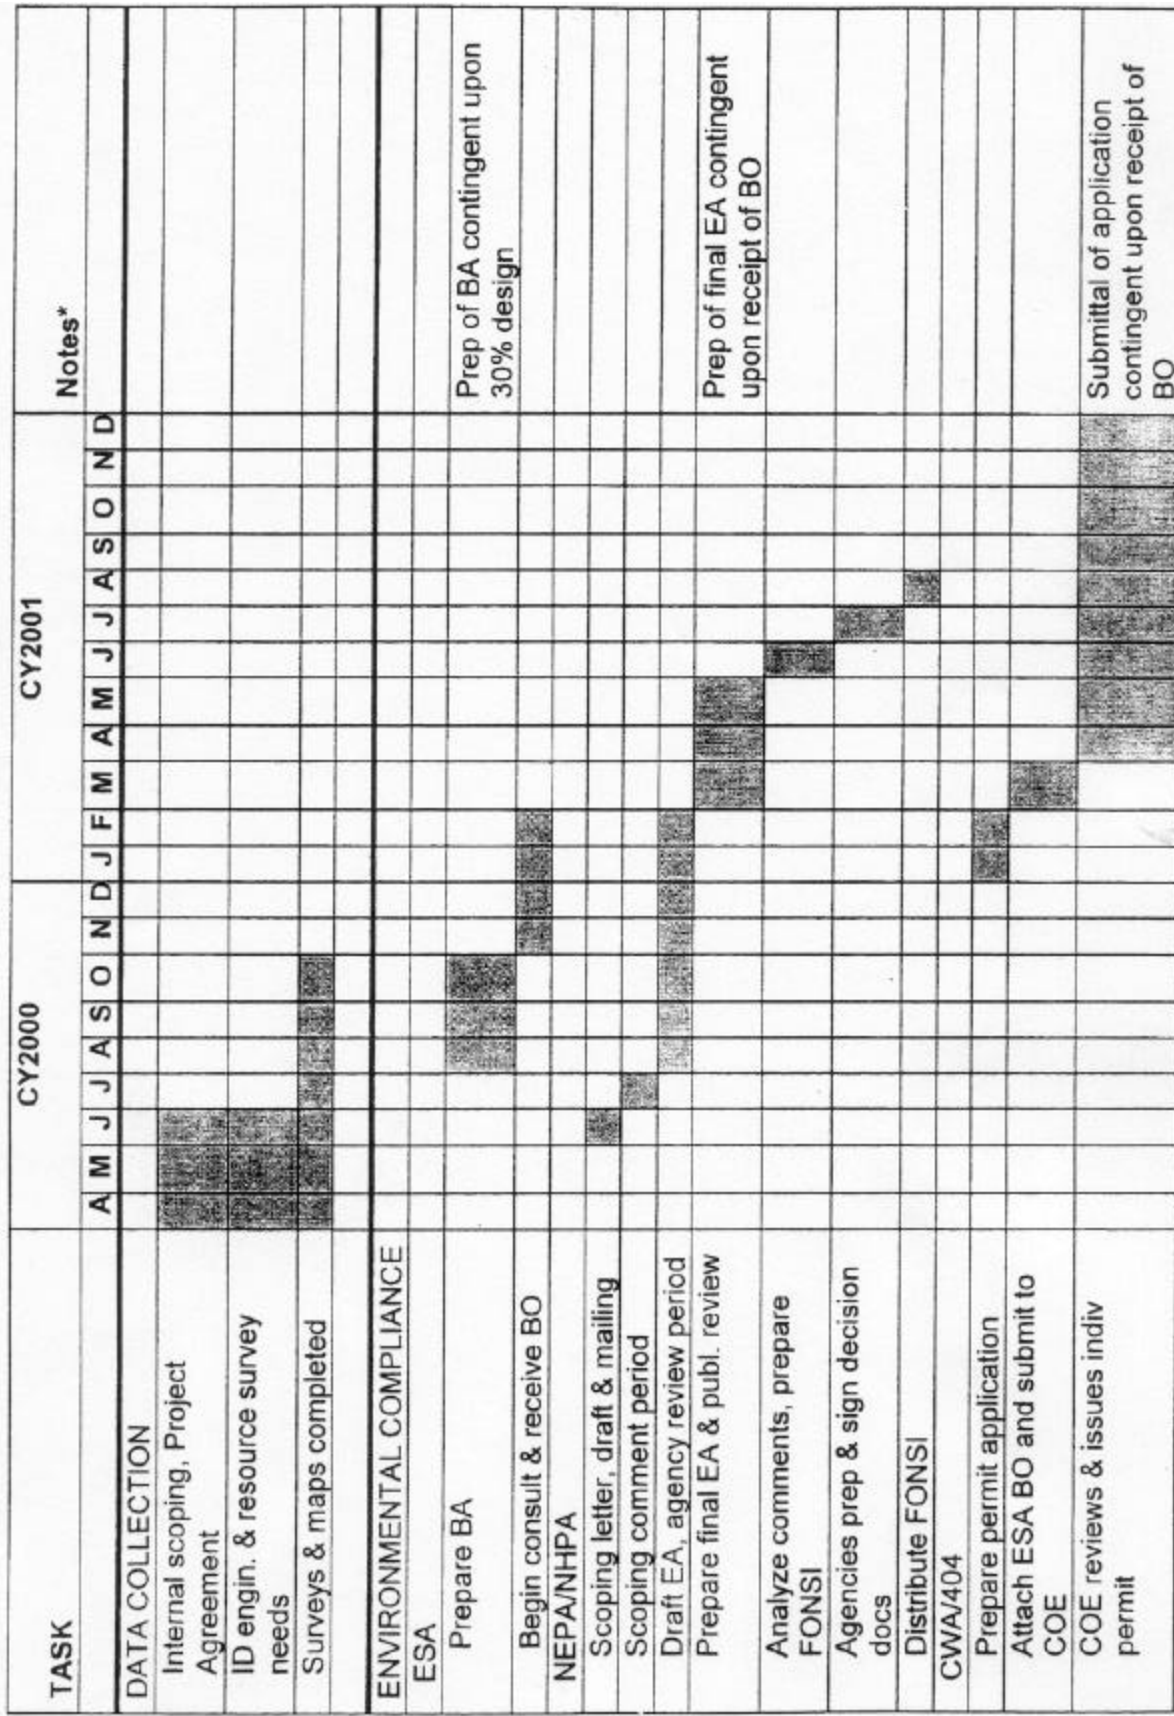 TASK CY2000 CY2001 Notes*
A M J J A S O N D J F M A M J J A S O N D
DATA COLLECTION
Internal scoping, Project
Agreement
ID engin. & resource survey
needs
Surveys & maps completed
ENVIRONMENTAL COMPLIANCE
ESA
Prepare BA
Prep of BA contingent upon
30% design
Begin consult & receive BO
NEPA/NHPA
Scoping letter, draft & mailing
Scoping comment period
Draft EA, agency review period
Prepare final EA & publ. review
Prep of final EA contingent
upon receipt of BO
Analyze comments, prepare
FONSI
Agencies prep & sign decision
docs
Distribute FONSI
CWA/404
Prepare permit application
Attach ESA BO and submit to
COE
COE reviews & issues indiv
permit
Submittal of application
contingent upon receipt of
BO